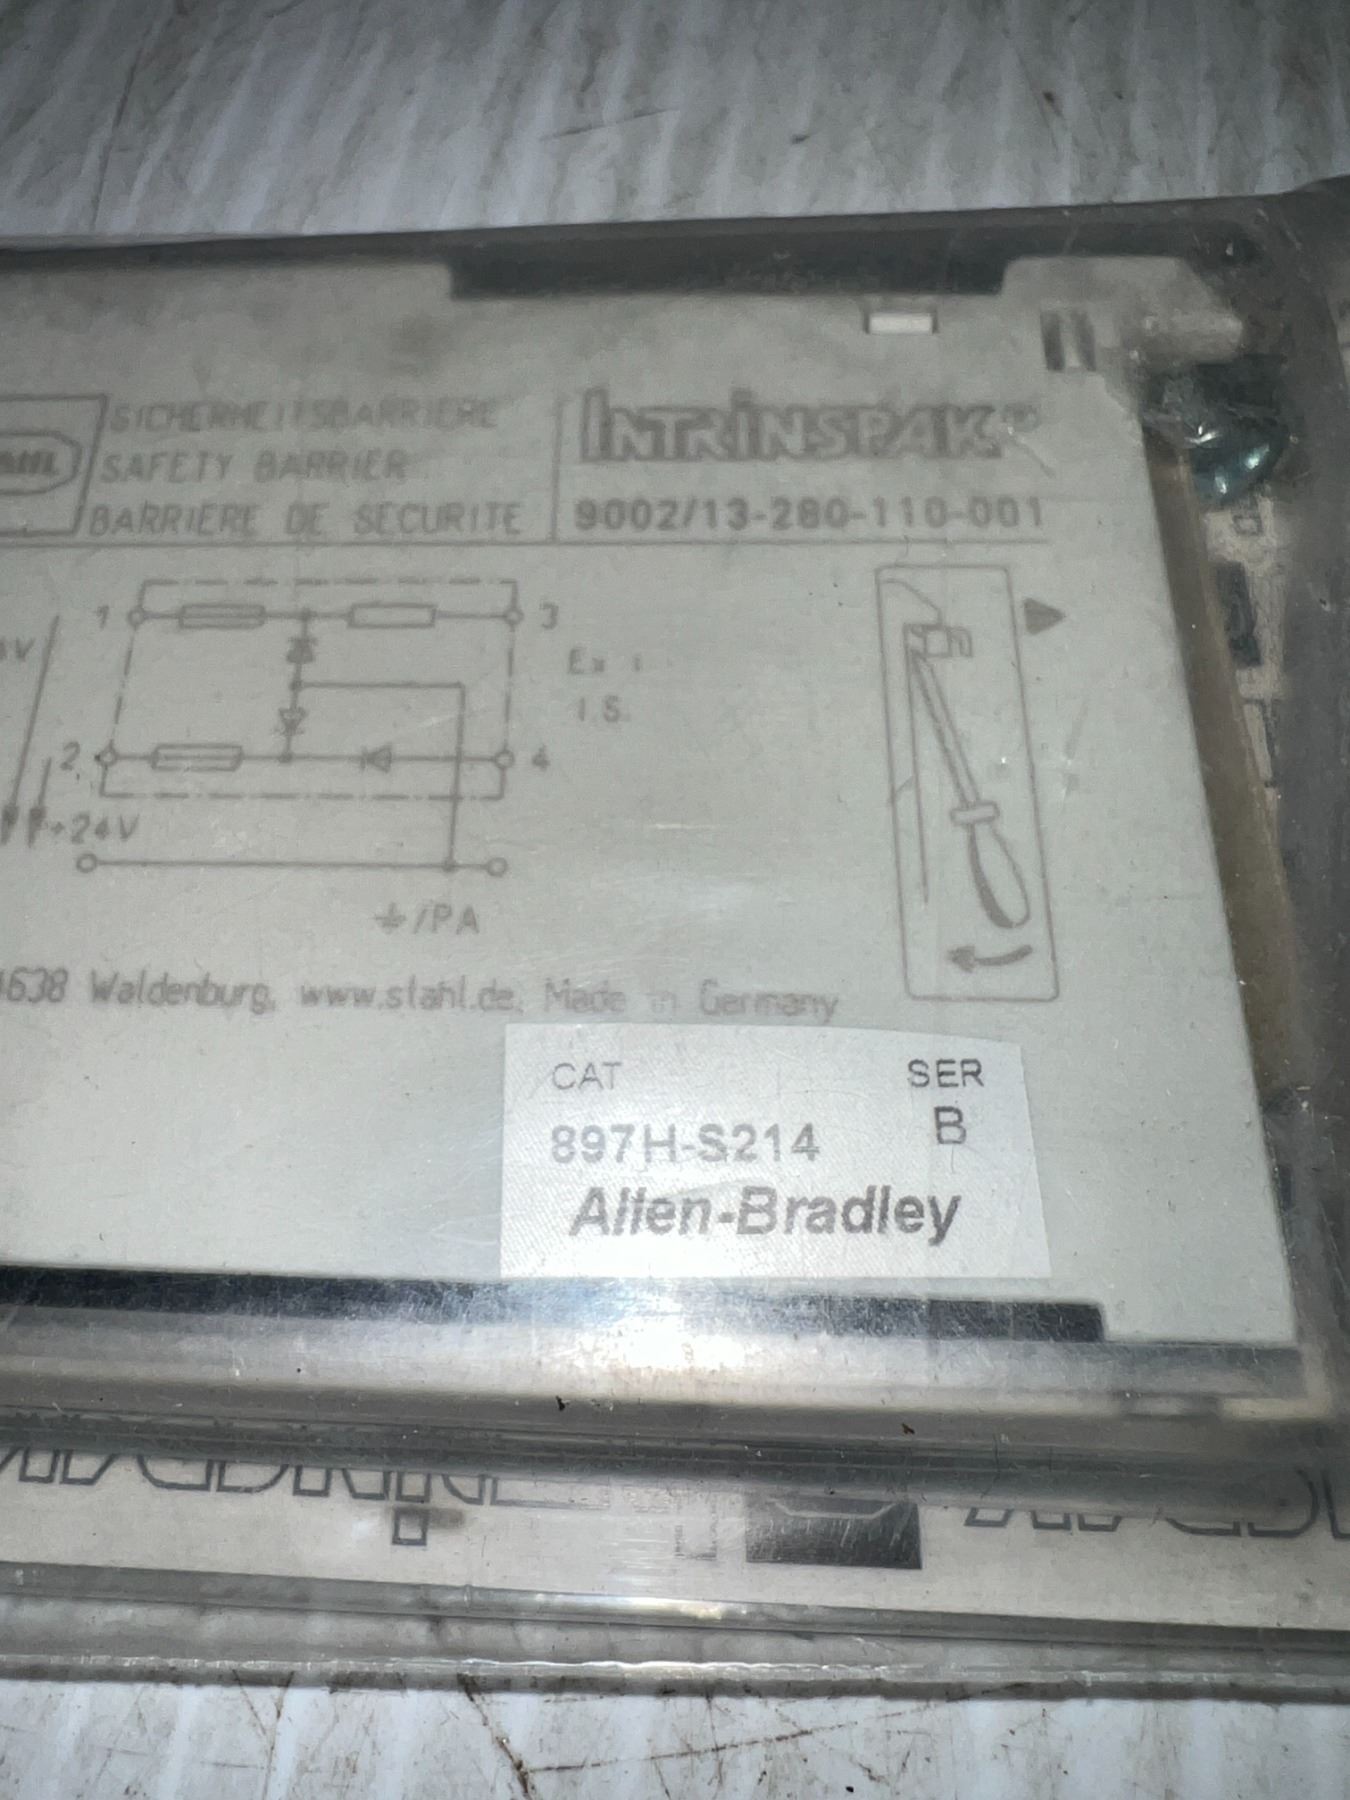 SICHERHEITSBARRIERE
SAFETY BARRIER
BARRIERE DE SECURITE
INTRINSPAK®
9002/13-280-110-001
1
3
Ex i
I.S.
2
4
+24V
/PA
Waldenburg, www.stahl.de, Made in Germany
CAT
SER
897H-S214
B
Allen-Bradley